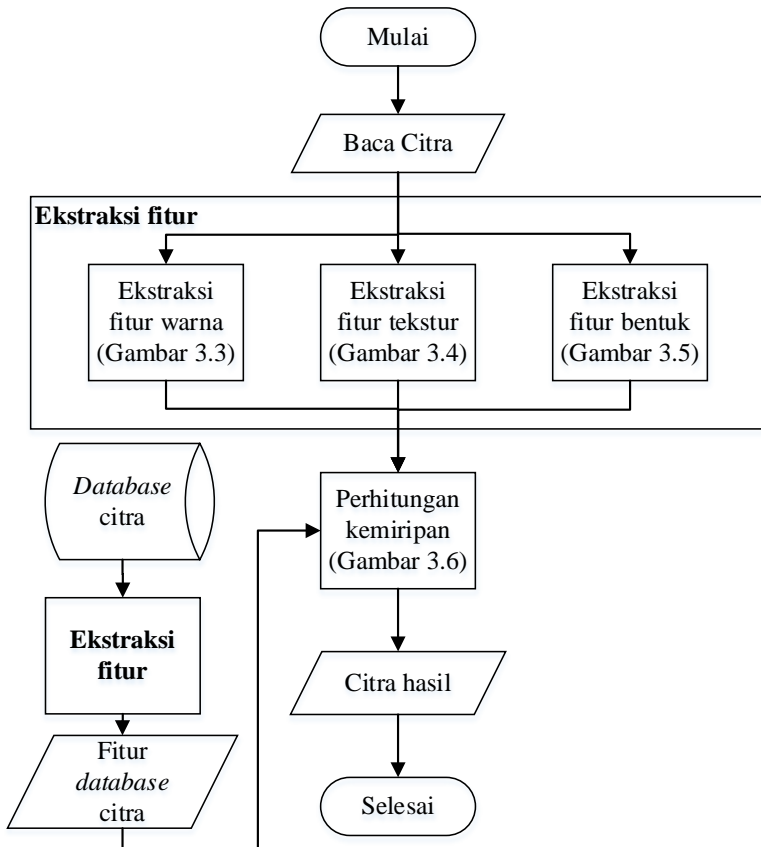 Mulai
Baca Citra
Ekstraksi fitur
Ekstraksi
fitur warna
(Gambar 3.3)
Ekstraksi
fitur tekstur
(Gambar 3.4)
Ekstraksi
fitur bentuk
(Gambar 3.5)
Database
citra
Perhitungan
kemiripan
(Gambar 3.6)
Ekstraksi
fitur
Citra hasil
Fitur
database
citra
Selesai